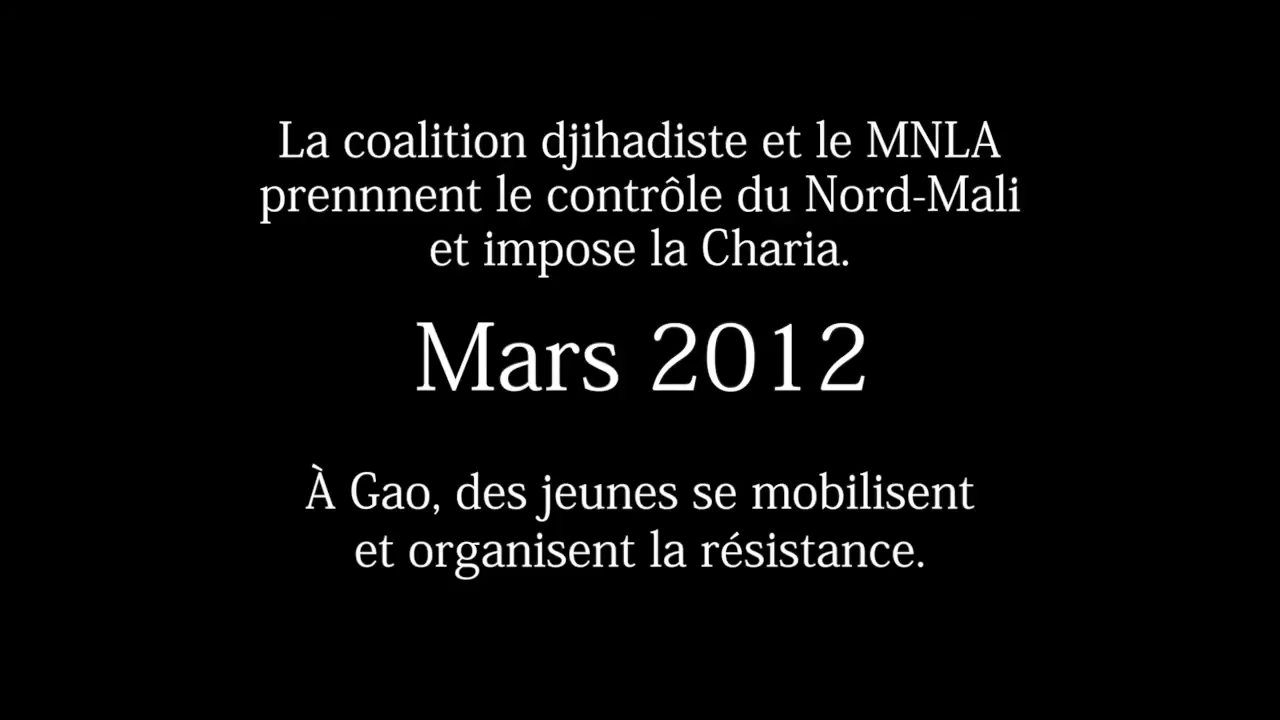 La coalition djihadiste et le MNLA
prennnent le contrôle du Nord-Mali
et impose la Charia.
Mars 2012
À Gao, des jeunes se mobilisent
et organisent la résistance.